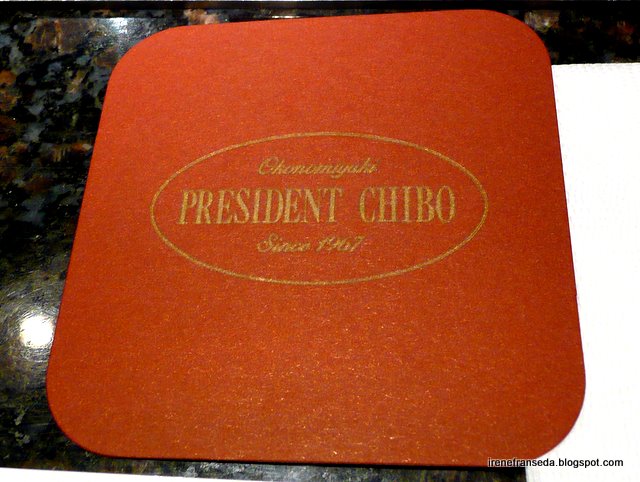 Okonomiyaki
PRESIDENT CHIBO
Since 1967
irenefranseda.blogspot.com